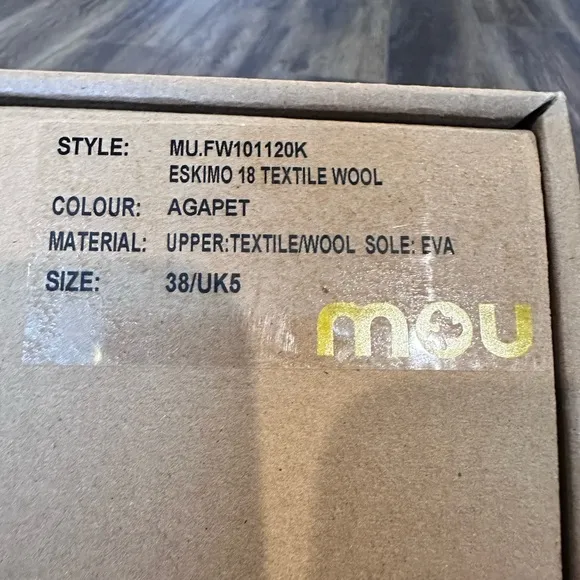 STYLE: MU.FW101120K
ESKIMO 18 TEXTILE WOOL
COLOUR: AGAPET
MATERIAL: UPPER:TEXTILE/WOOL SOLE: EVA
SIZE: 38/UK5
mou